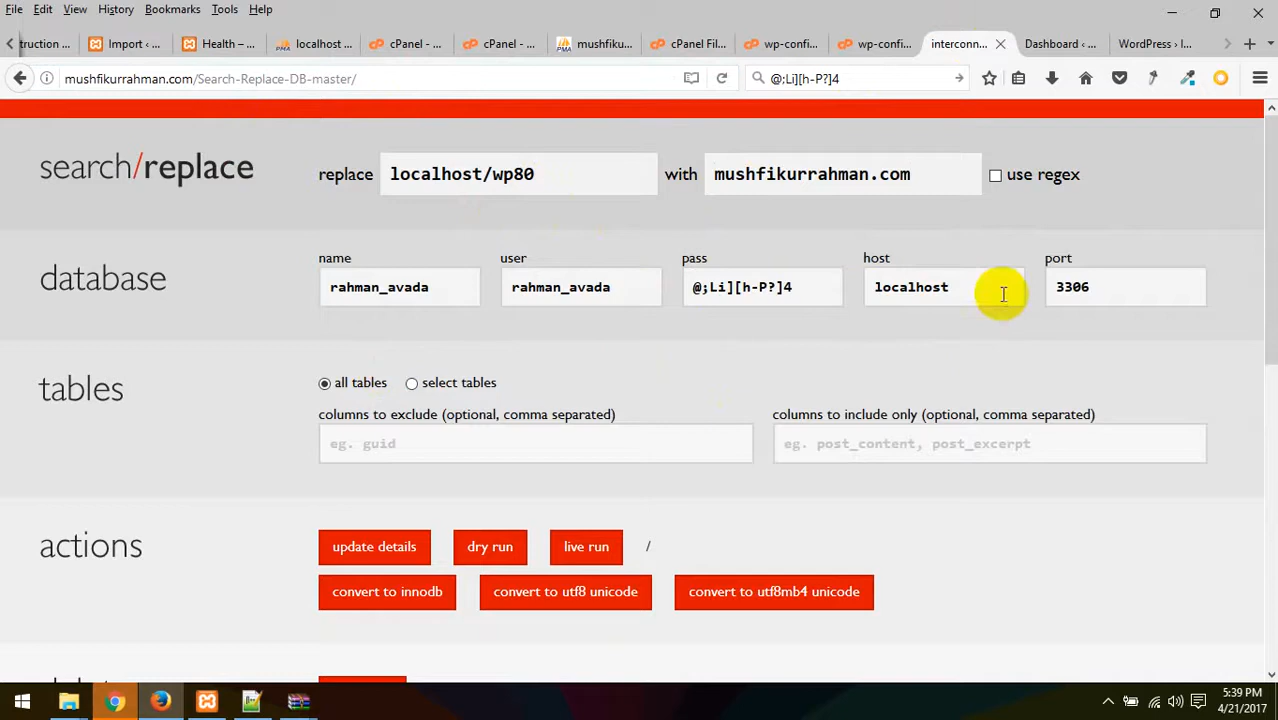 File Edit View History Bookmarks Tools Help
truction ... Import ‹ ... Health – ... localhost ... cPanel - ... cPanel - ... mushfiku... cPanel Fil... wp-confi... wp-confi... interconn... Dashboard ‹ ... WordPress › I...
mushfikurrahman.com/Search-Replace-DB-master/ @;Li][h-P?]4
search/replace replace localhost/wp80 with mushfikurrahman.com use regex
name user pass host port
database rahman_avada rahman_avada @;Li][h-P?]4 localhost 3306
tables all tables select tables
columns to exclude (optional, comma separated) columns to include only (optional, comma separated)
eg. guid eg. post_content, post_excerpt
actions update details dry run live run /
convert to innodb convert to utf8 unicode convert to utf8mb4 unicode
5:39 PM
4/21/2017